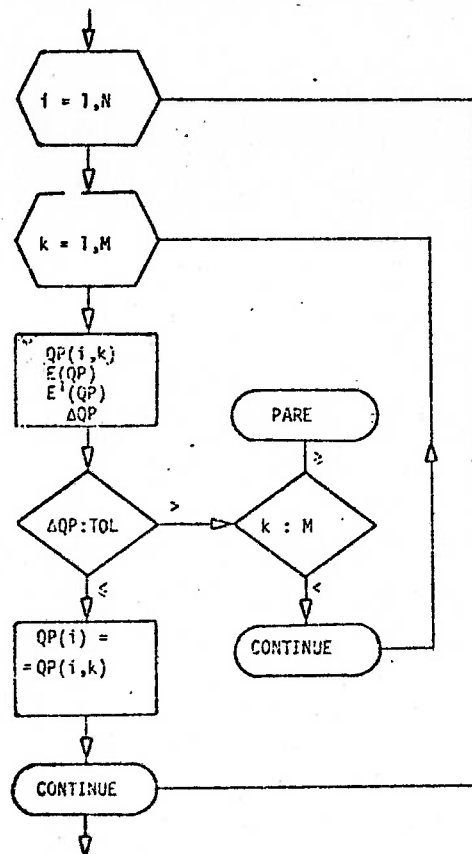 i = 1,N
k = 1,M
QP(i,k)
E(QP)
E'(QP)
ΔQP
PARE
≥
ΔQP:TOL
>
k : M
≤
<
QP(i) =
=QP(i,k)
CONTINUE
CONTINUE